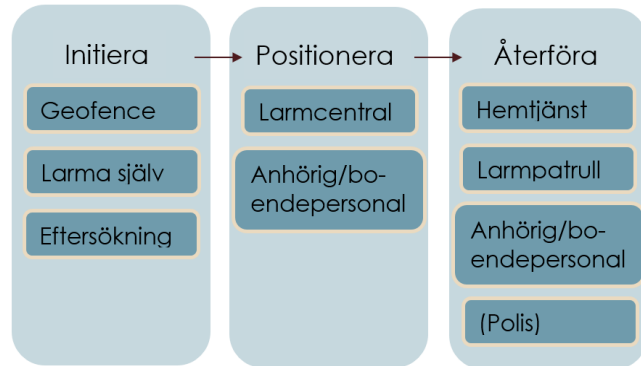 Initiera
Geofence
Larma själv
Eftersökning
Positionera
Larmcentral
Anhörig/bo-
endepersonal
Återföra
Hemtjänst
Larmpatrull
Anhörig/bo-
endepersonal
(Polis)